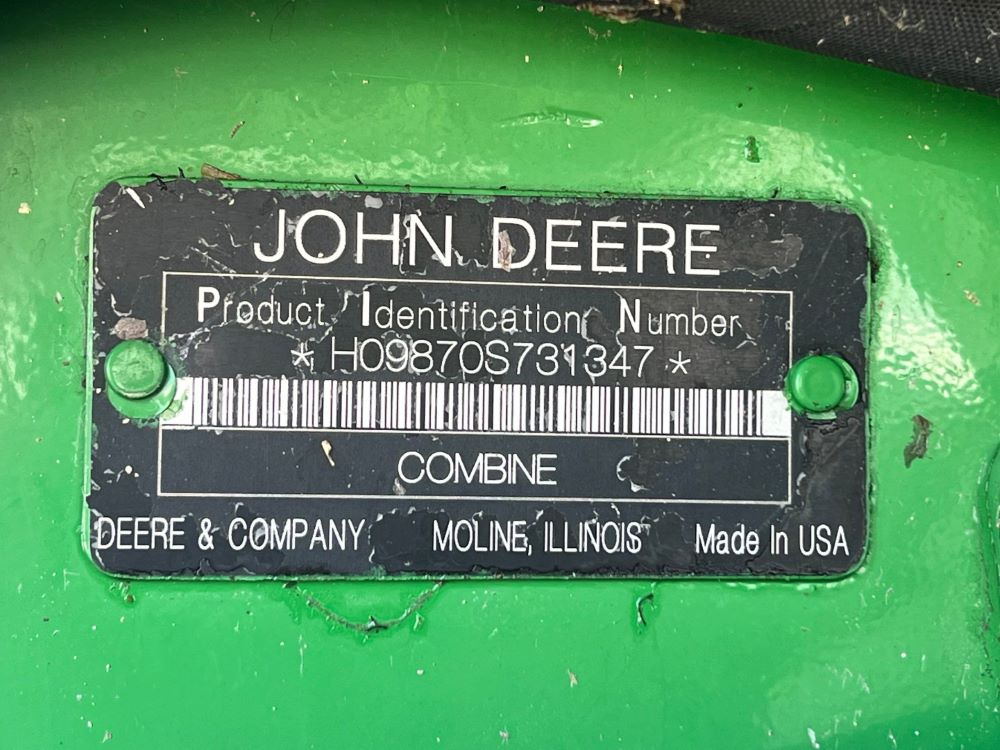 JOHN DEERE
Product Identification Number
* H09870S731347 *
COMBINE
DEERE & COMPANY MOLINE, ILLINOIS Made In USA